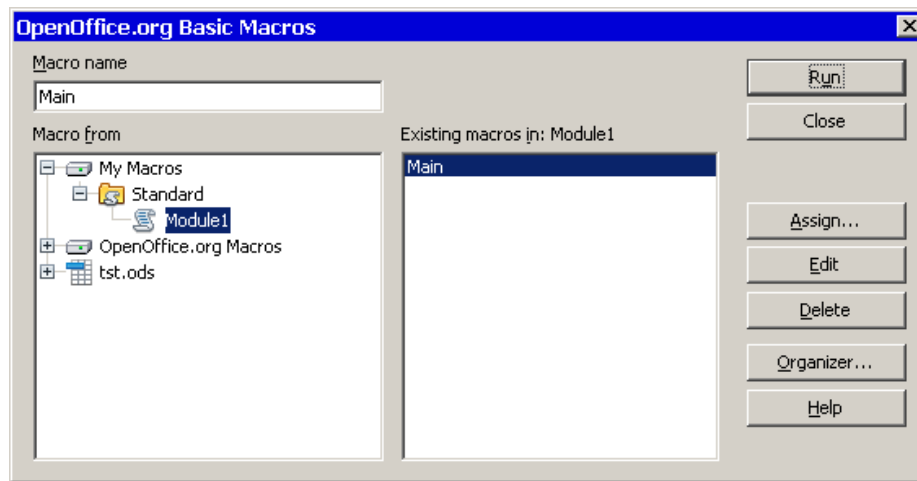 OpenOffice.org Basic Macros
Macro name
Main
Macro from
Existing macros in: Module1
My Macros
Standard
Module1
OpenOffice.org Macros
tst.ods
Main
Run
Close
Assign...
Edit
Delete
Organizer...
Help